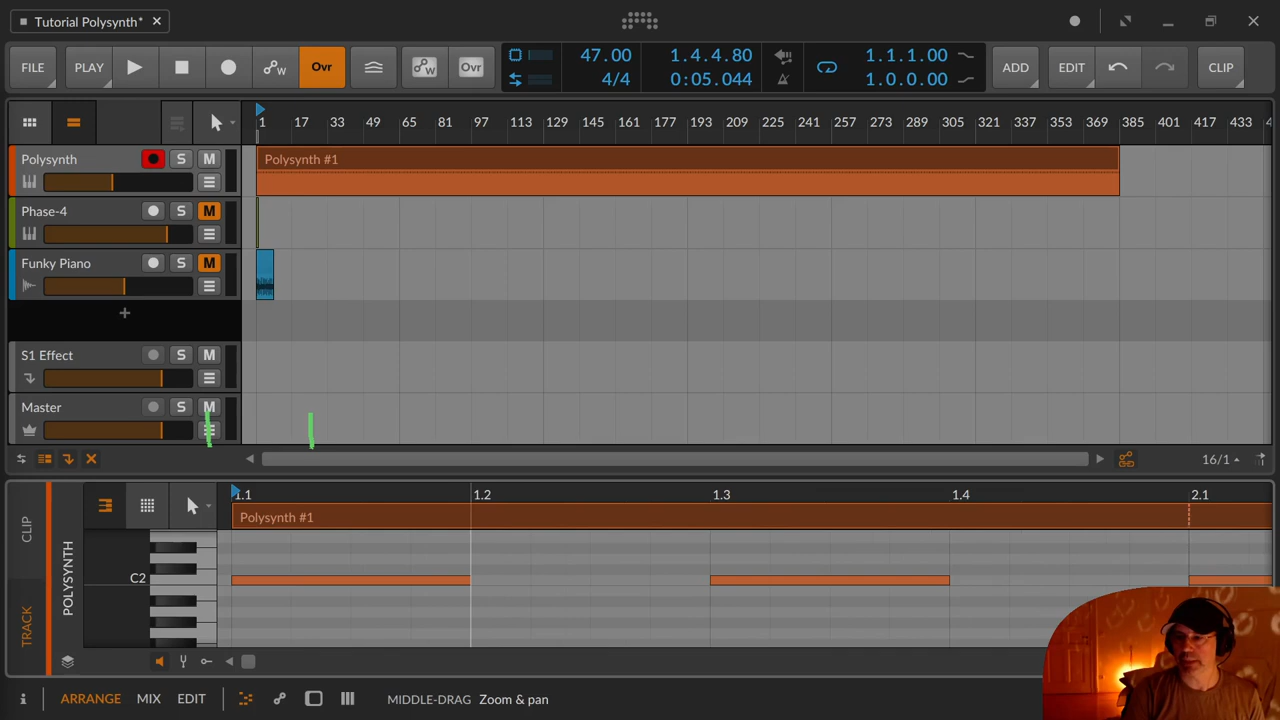 Tutorial Polysynth*
FILE PLAY Ovr Ovr 47.00 1.4.4.80 1.1.1.00 ADD EDIT CLIP
4/4 0:05.044 1.0.0.00
1 17 33 49 65 81 97 113 129 145 161 177 193 209 225 241 257 273 289 305 321 337 353 369 385 401 417 433
Polysynth S M Polysynth #1
Phase-4 S M
Funky Piano S M
+
S1 Effect S M
Master S M
16/1
CLIP
TRACK
POLYSYNTH
1.1 1.2 1.3 1.4 2.1
Polysynth #1
C2
ARRANGE MIX EDIT MIDDLE-DRAG Zoom & pan